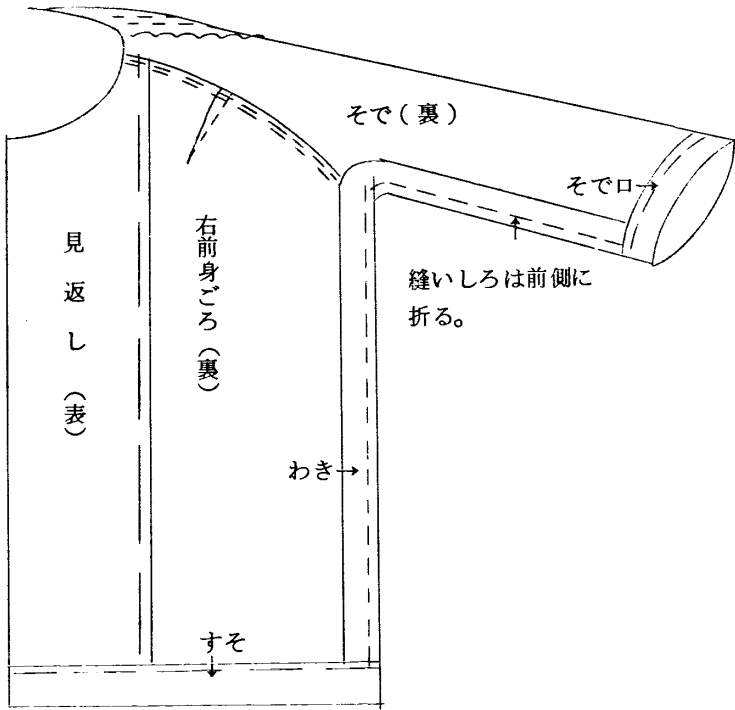 そで(裏)
そで口→
縫いしろは前側に
折る。
見返し(表)
右前身ごろ(裏)
わき→
すそ